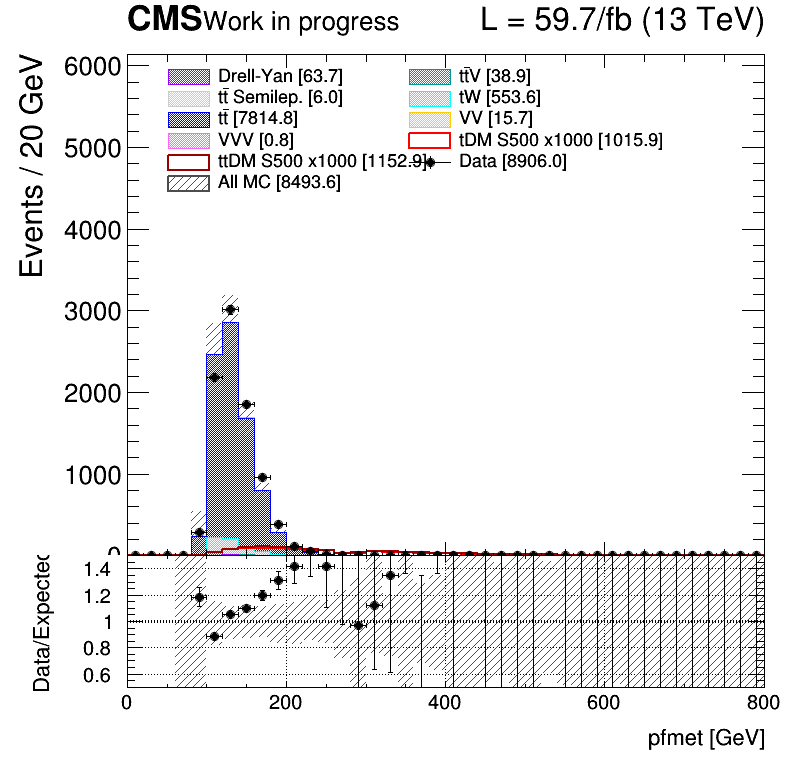 CMS Work in progress L = 59.7/fb (13 TeV)
Events / 20 GeV
6000
5000
4000
3000
2000
1000
0
Drell-Yan [63.7] tt̄V [38.9]
tt̄ Semilep. [6.0] tW [553.6]
tt̄ [7814.8] VV [15.7]
VVV [0.8] tDM S500 x1000 [1015.9]
ttDM S500 x1000 [1152.9] Data [8906.0]
All MC [8493.6]
Data/Expected
1.4
1.2
1
0.8
0.6
0 200 400 600 800
pfmet [GeV]